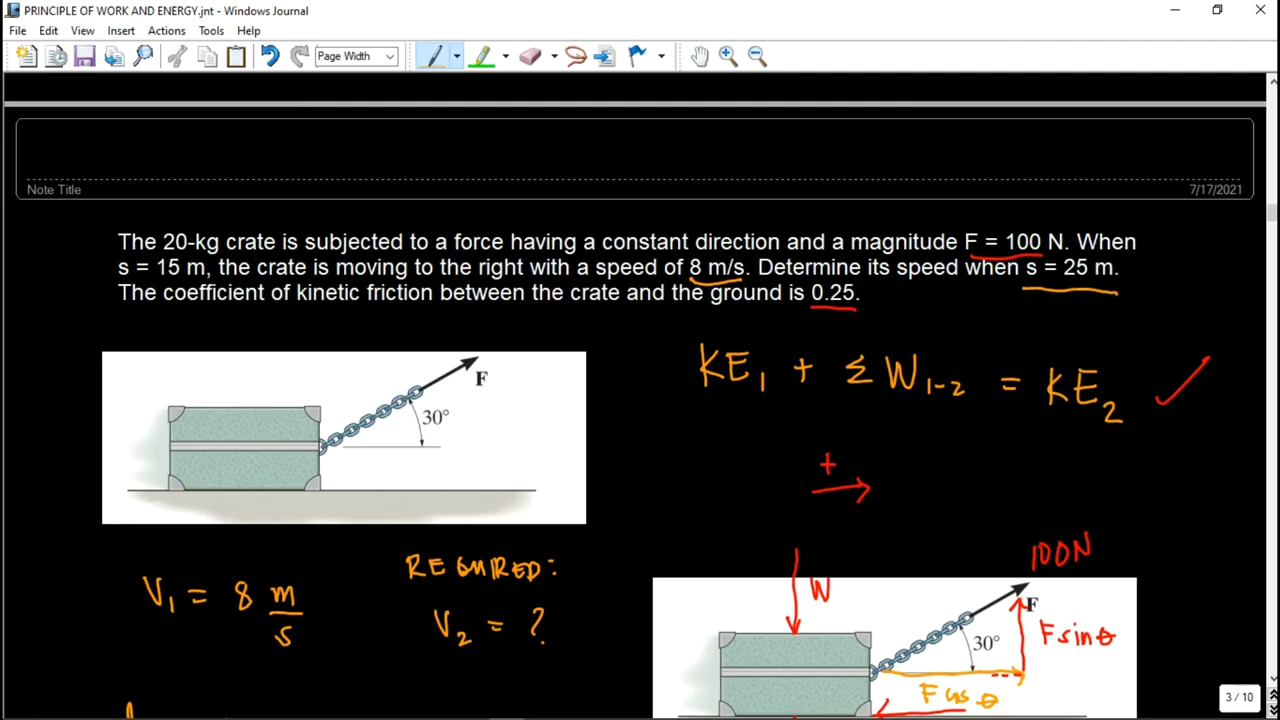 PRINCIPLE OF WORK AND ENERGY.jnt - Windows Journal
File Edit View Insert Actions Tools Help
Page Width
Note Title
7/17/2021
The 20-kg crate is subjected to a force having a constant direction and a magnitude F = 100 N. When
s = 15 m, the crate is moving to the right with a speed of 8 m/s. Determine its speed when s = 25 m.
The coefficient of kinetic friction between the crate and the ground is 0.25.
KE₁ + Σ W₁₋₂ = KE₂ ✓
F
30°
+
→
REQUIRED:
V₁ = 8 m/s
V₂ = ?
100N
W
F
30°
F sin θ
F cos θ
3 / 10